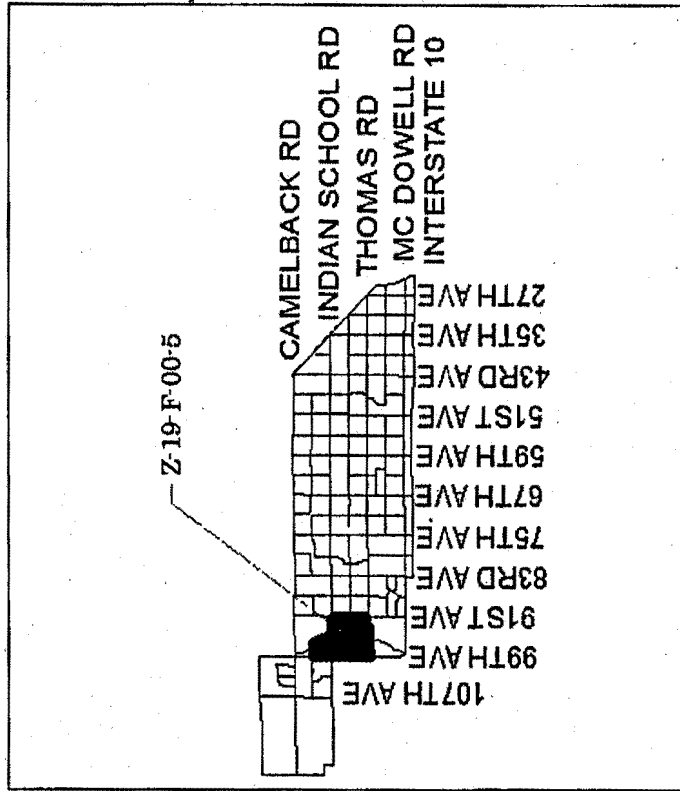 Z-19-F-00-5
CAMELBACK RD
INDIAN SCHOOL RD
THOMAS RD
MC DOWELL RD
INTERSTATE 10
107TH AVE
99TH AVE
91ST AVE
83RD AVE
75TH AVE
67TH AVE
59TH AVE
51ST AVE
43RD AVE
35TH AVE
27TH AVE